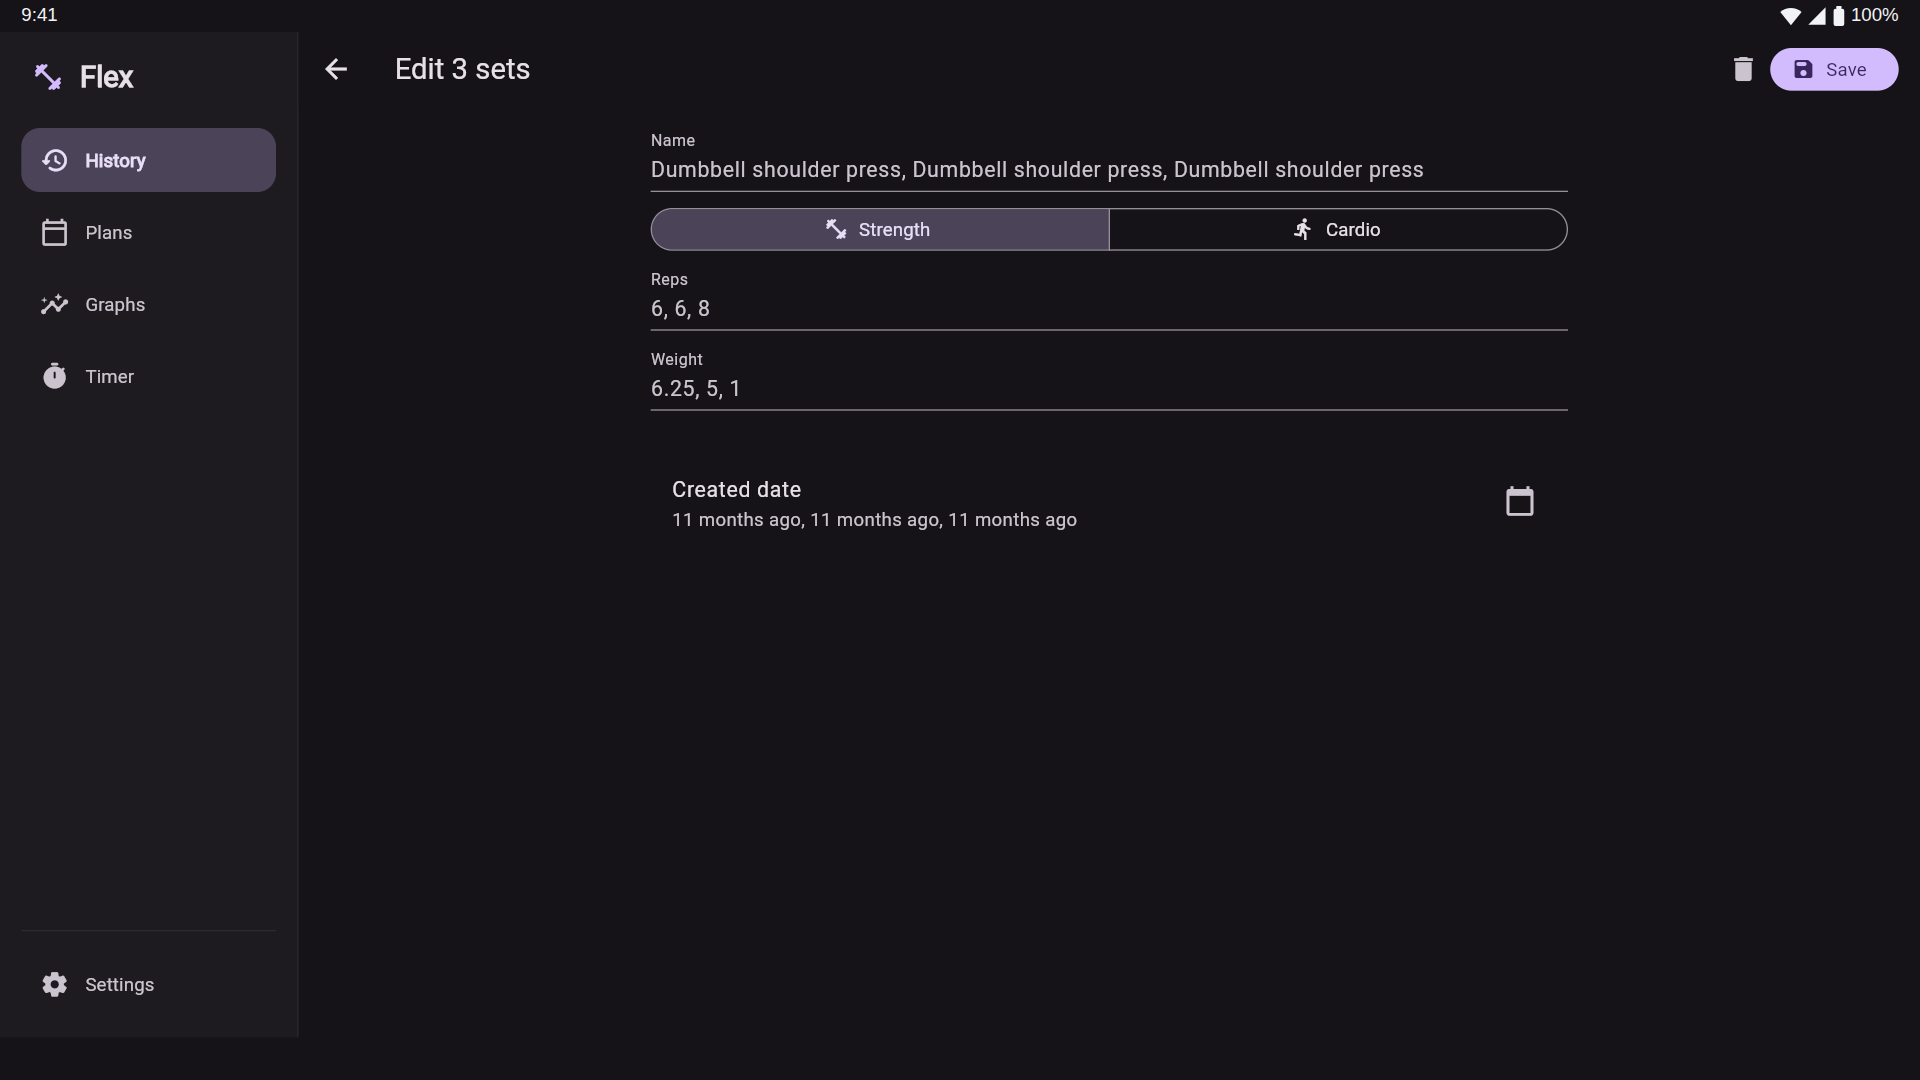 9:41
100%
Flex
Edit 3 sets
Save
History
Plans
Graphs
Timer
Settings
Name
Dumbbell shoulder press, Dumbbell shoulder press, Dumbbell shoulder press
Strength
Cardio
Reps
6, 6, 8
Weight
6.25, 5, 1
Created date
11 months ago, 11 months ago, 11 months ago